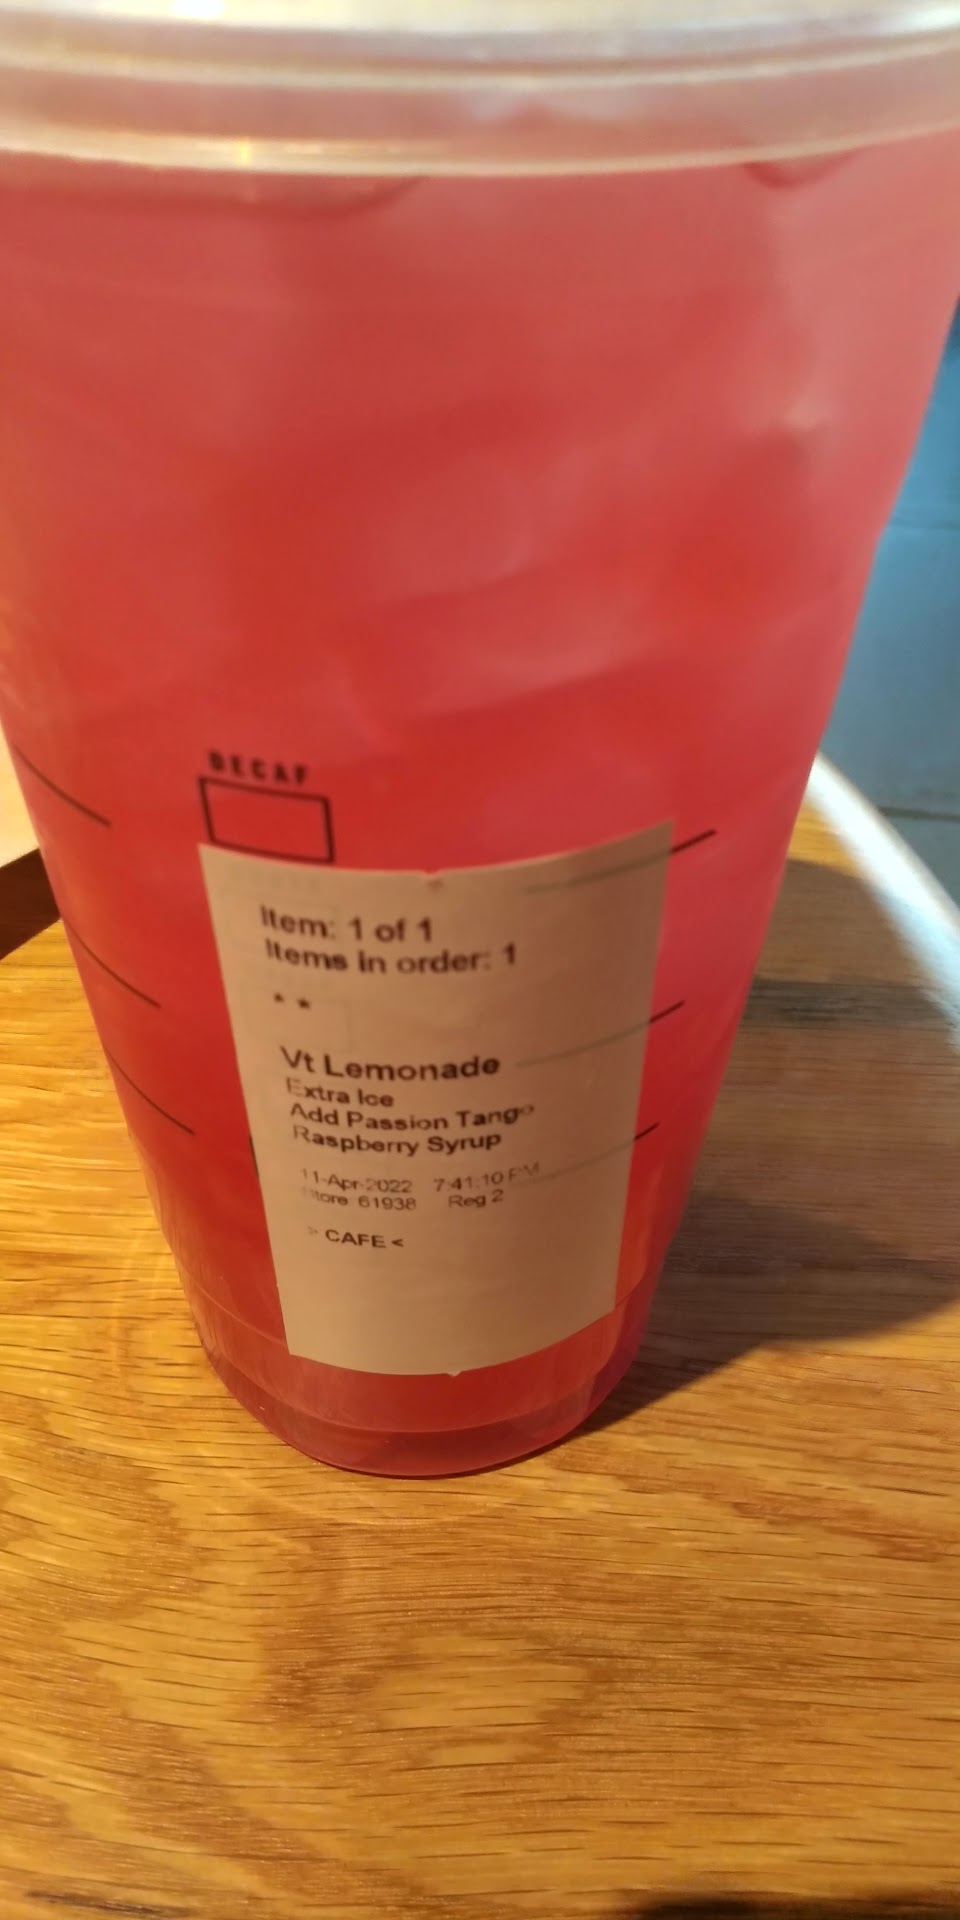 DECAF
Item: 1 of 1
Items in order: 1
* *
Vt Lemonade
Extra Ice
Add Passion Tango
Raspberry Syrup
11-Apr-2022 7:41:10 PM
Store: 61938 Reg 2
> CAFE <